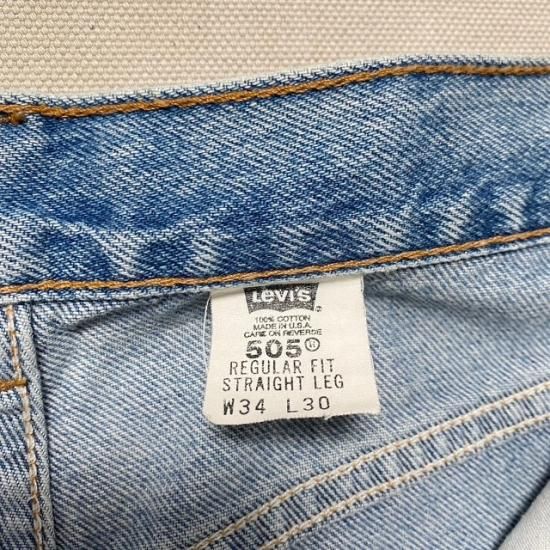 Levi's
100% COTTON
MADE IN U.S.A.
CARE ON REVERSE
505®
REGULAR FIT
STRAIGHT LEG
W34 L30